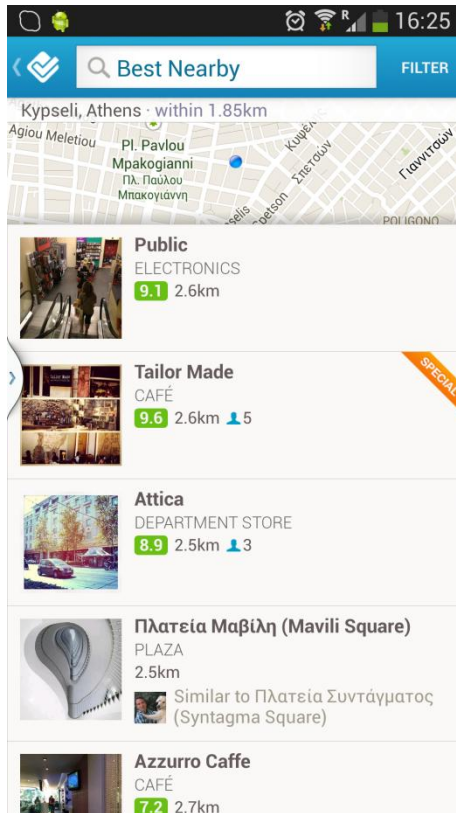 R
16:25
Best Nearby
FILTER
Kypseli, Athens · within 1.85km
Agiou Meletiou
Pl. Pavlou
Mpakogianni
Πλ. Παύλου
Μπακογιάννη
Σπετσών
Γιαννιτσών
POLIGONO
Public
ELECTRONICS
9.1 2.6km
SPECIAL
Tailor Made
CAFÉ
9.6 2.6km 5
Attica
DEPARTMENT STORE
8.9 2.5km 3
Πλατεία Μαβίλη (Mavili Square)
PLAZA
2.5km
Similar to Πλατεία Συντάγματος
(Syntagma Square)
Azzurro Caffe
CAFÉ
7.2 2.7km